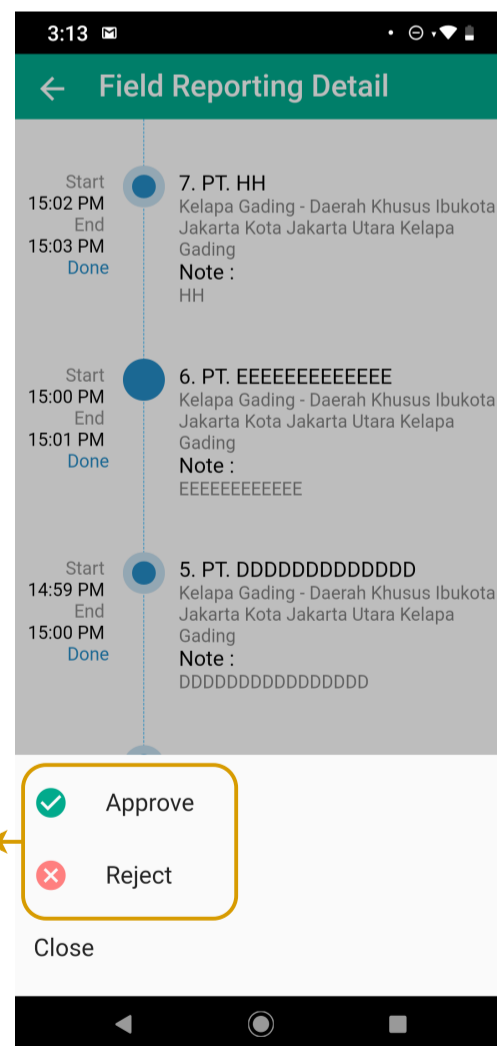 3:13
Field Reporting Detail
Start
15:02 PM
End
15:03 PM
Done
7. PT. HH
Kelapa Gading - Daerah Khusus Ibukota
Jakarta Kota Jakarta Utara Kelapa
Gading
Note :
HH
Start
15:00 PM
End
15:01 PM
Done
6. PT. EEEEEEEEEEEEE
Kelapa Gading - Daerah Khusus Ibukota
Jakarta Kota Jakarta Utara Kelapa
Gading
Note :
EEEEEEEEEEEE
Start
14:59 PM
End
15:00 PM
Done
5. PT. DDDDDDDDDDDDD
Kelapa Gading - Daerah Khusus Ibukota
Jakarta Kota Jakarta Utara Kelapa
Gading
Note :
DDDDDDDDDDDDDDDD
Approve
Reject
Close